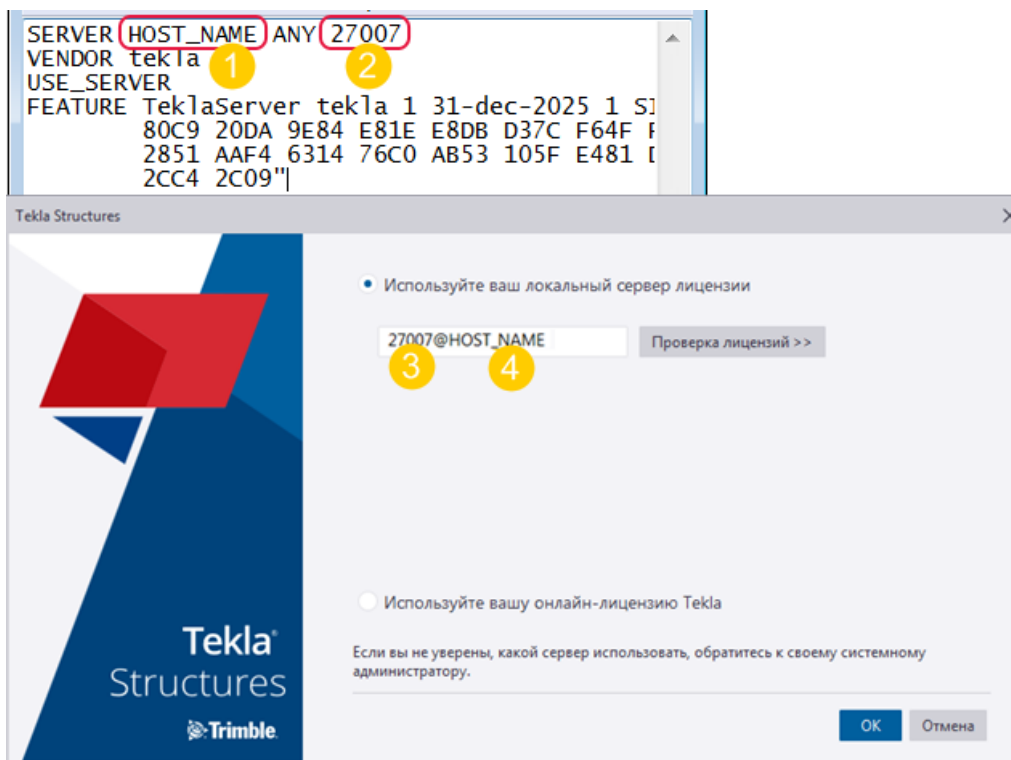 SERVER HOST_NAME ANY 27007
VENDOR tekla
1 2
USE_SERVER
FEATURE TeklaServer tekla 1 31-dec-2025 1
80C9 20DA 9E84 E81E E8DB D37C F64F
2851 AAF4 6314 76C0 AB53 105F E481
2CC4 2C09"
Tekla Structures
Используйте ваш локальный сервер лицензии
27007@HOST_NAME
Проверка лицензий >>
3 4
Используйте вашу онлайн-лицензию Tekla
Если вы не уверены, какой сервер использовать, обратитесь к своему системному
администратору.
Tekla®
Structures
Trimble.
OK Отмена